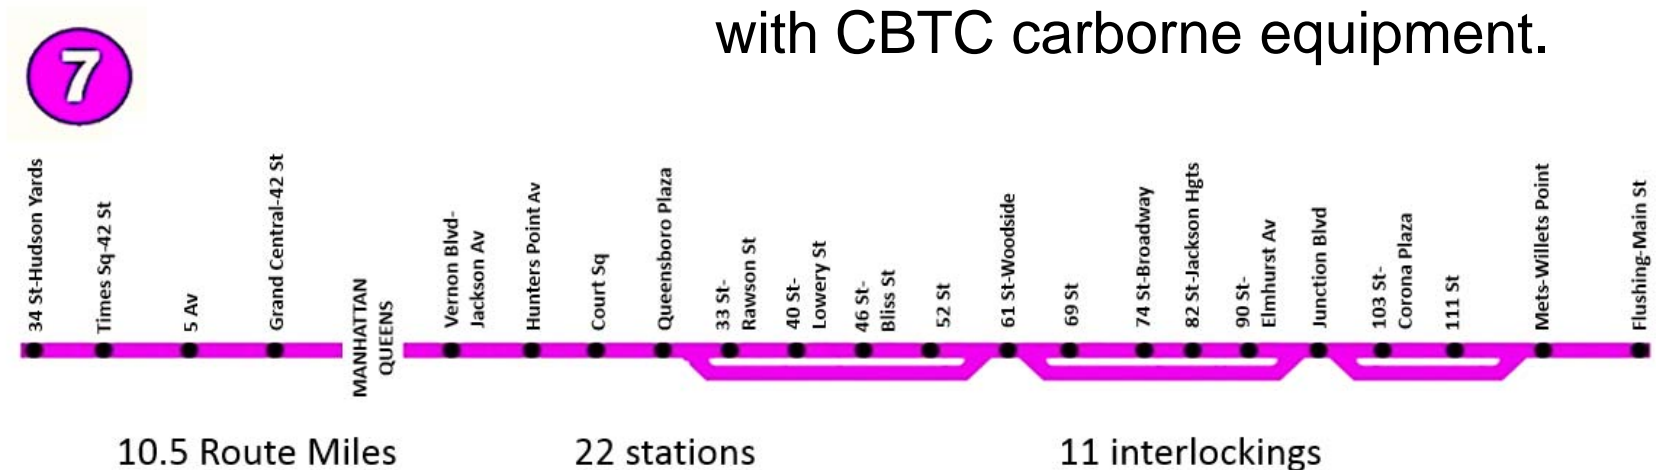 with CBTC carborne equipment.
7
34 St-Hudson Yards
Times Sq-42 St
5 Av
Grand Central-42 St
MANHATTAN
QUEENS
Vernon Blvd-
Jackson Av
Hunters Point Av
Court Sq
Queensboro Plaza
33 St-
Rawson St
40 St-
Lowery St
46 St-
Bliss St
52 St
61 St-Woodside
69 St
74 St-Broadway
82 St-Jackson Hgts
90 St-
Elmhurst Av
Junction Blvd
103 St-
Corona Plaza
111 St
Mets-Willets Point
Flushing-Main St
10.5 Route Miles
22 stations
11 interlockings